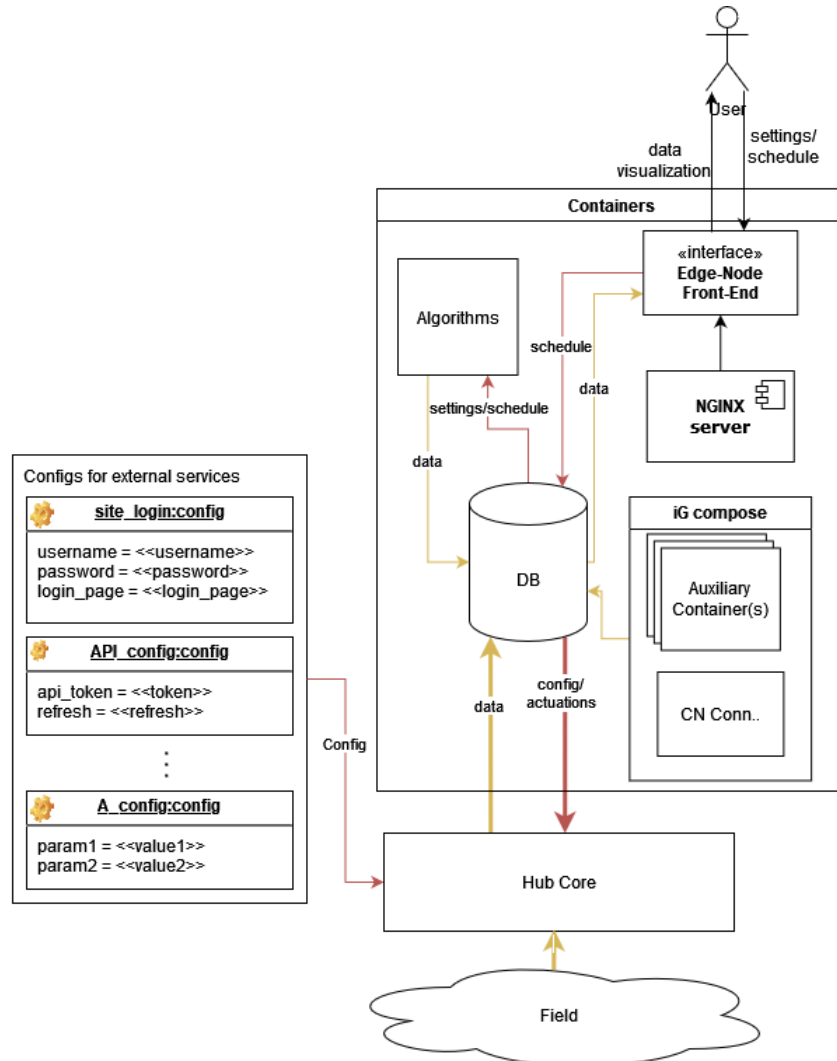 User
data
visualization
settings/
schedule
Containers
«interface»
Edge-Node
Front-End
Algorithms
schedule
data
settings/schedule
data
NGINX
server
Configs for external services
site_login:config
username = <<username>>
password = <<password>>
login_page = <<login_page>>
API_config:config
api_token = <<token>>
refresh = <<refresh>>
⋮
A_config:config
param1 = <<value1>>
param2 = <<value2>>
Config
DB
iG compose
Auxiliary
Container(s)
CN Conn..
data
config/
actuations
Hub Core
Field